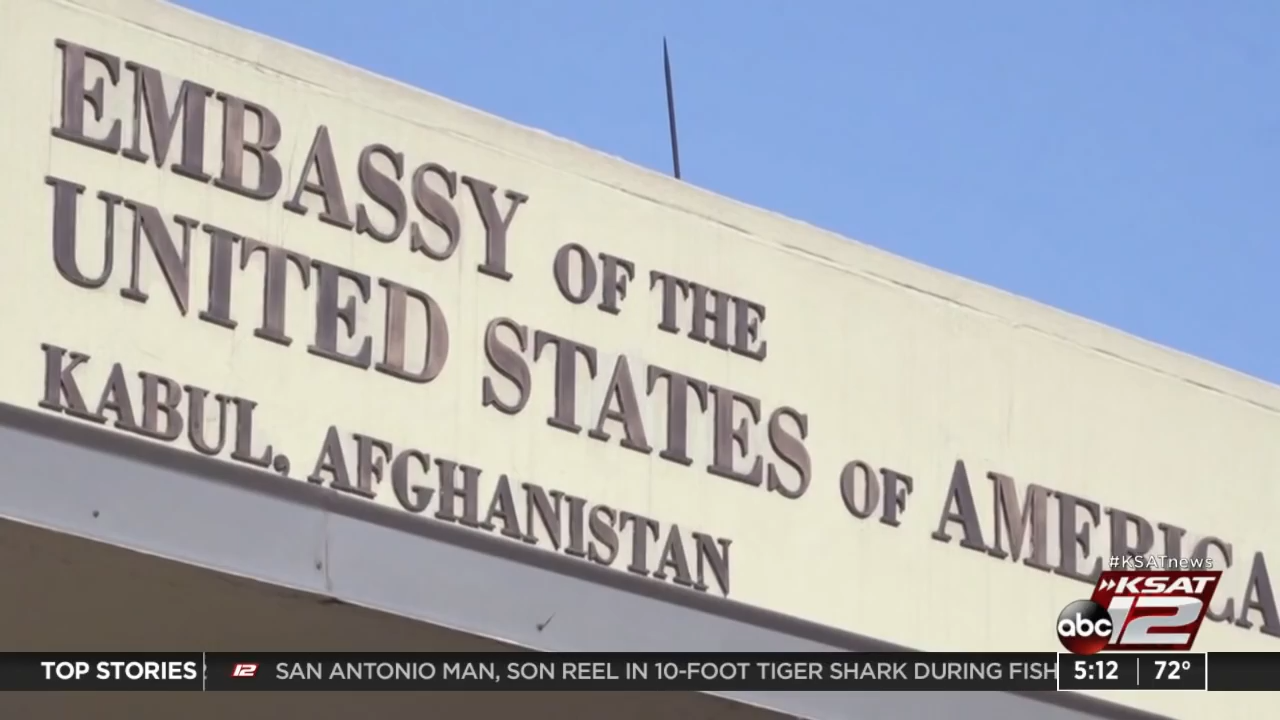 EMBASSY OF THE
UNITED STATES OF AMERICA
KABUL, AFGHANISTAN
#KSATnews
KSAT
abc 12
TOP STORIES 12 SAN ANTONIO MAN, SON REEL IN 10-FOOT TIGER SHARK DURING FISH 5:12 72°